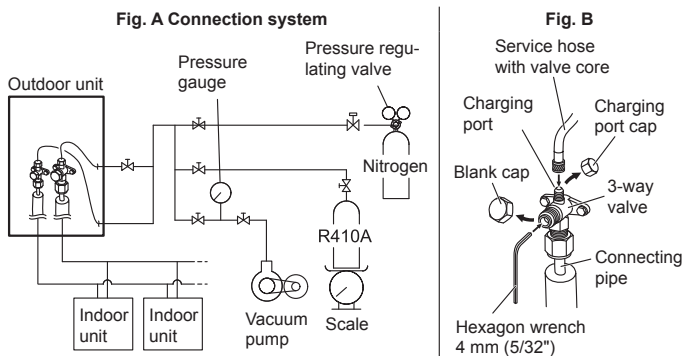 Fig. A Connection system
Outdoor unit
Pressure
gauge
Pressure regu-
lating valve
Nitrogen
R410A
Indoor
unit
Indoor
unit
Vacuum
pump
Scale
Fig. B
Service hose
with valve core
Charging
port
Charging
port cap
Blank cap
3-way
valve
Connecting
pipe
Hexagon wrench
4 mm (5/32")